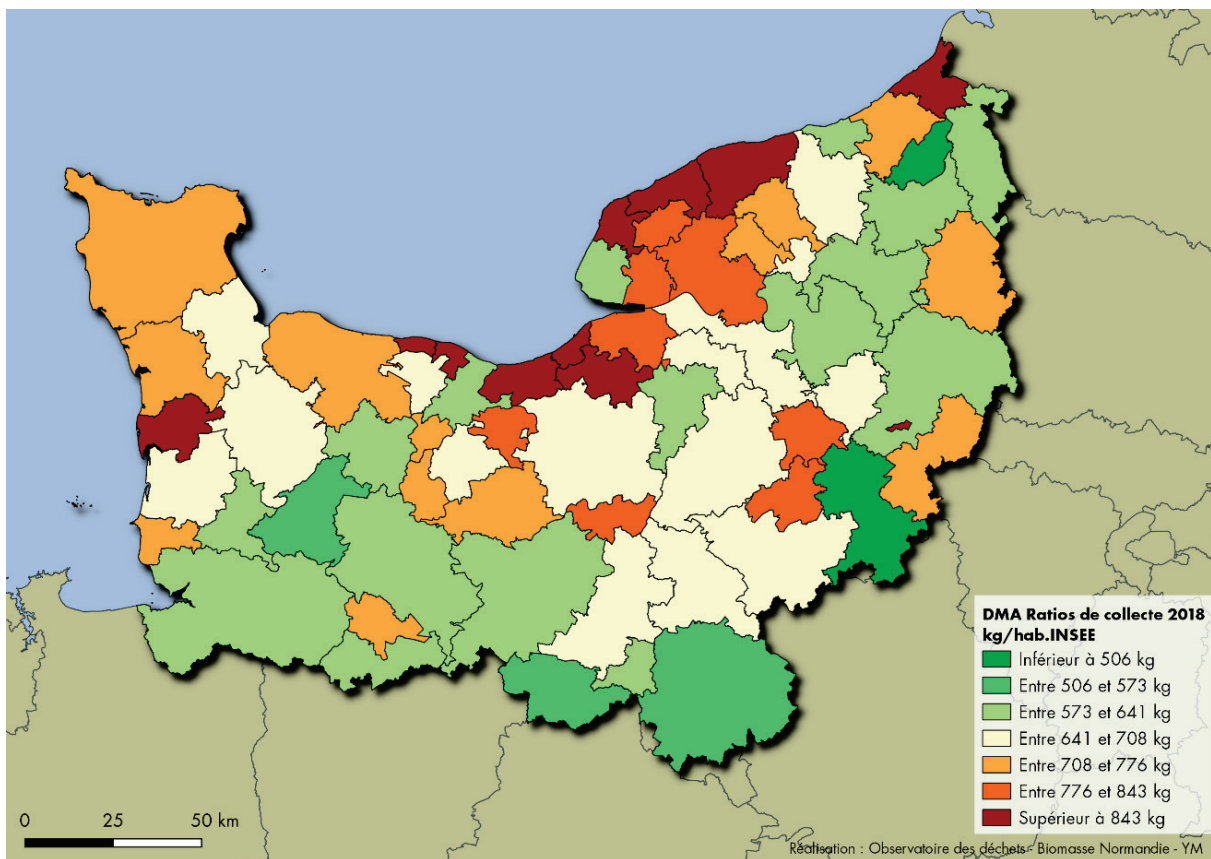 DMA Ratios de collecte 2018
kg/hab.INSEE
Inférieur à 506 kg
Entre 506 et 573 kg
Entre 573 et 641 kg
Entre 641 et 708 kg
Entre 708 et 776 kg
Entre 776 et 843 kg
Supérieur à 843 kg
0 25 50 km
Réalisation : Observatoire des déchets - Biomasse Normandie - YM